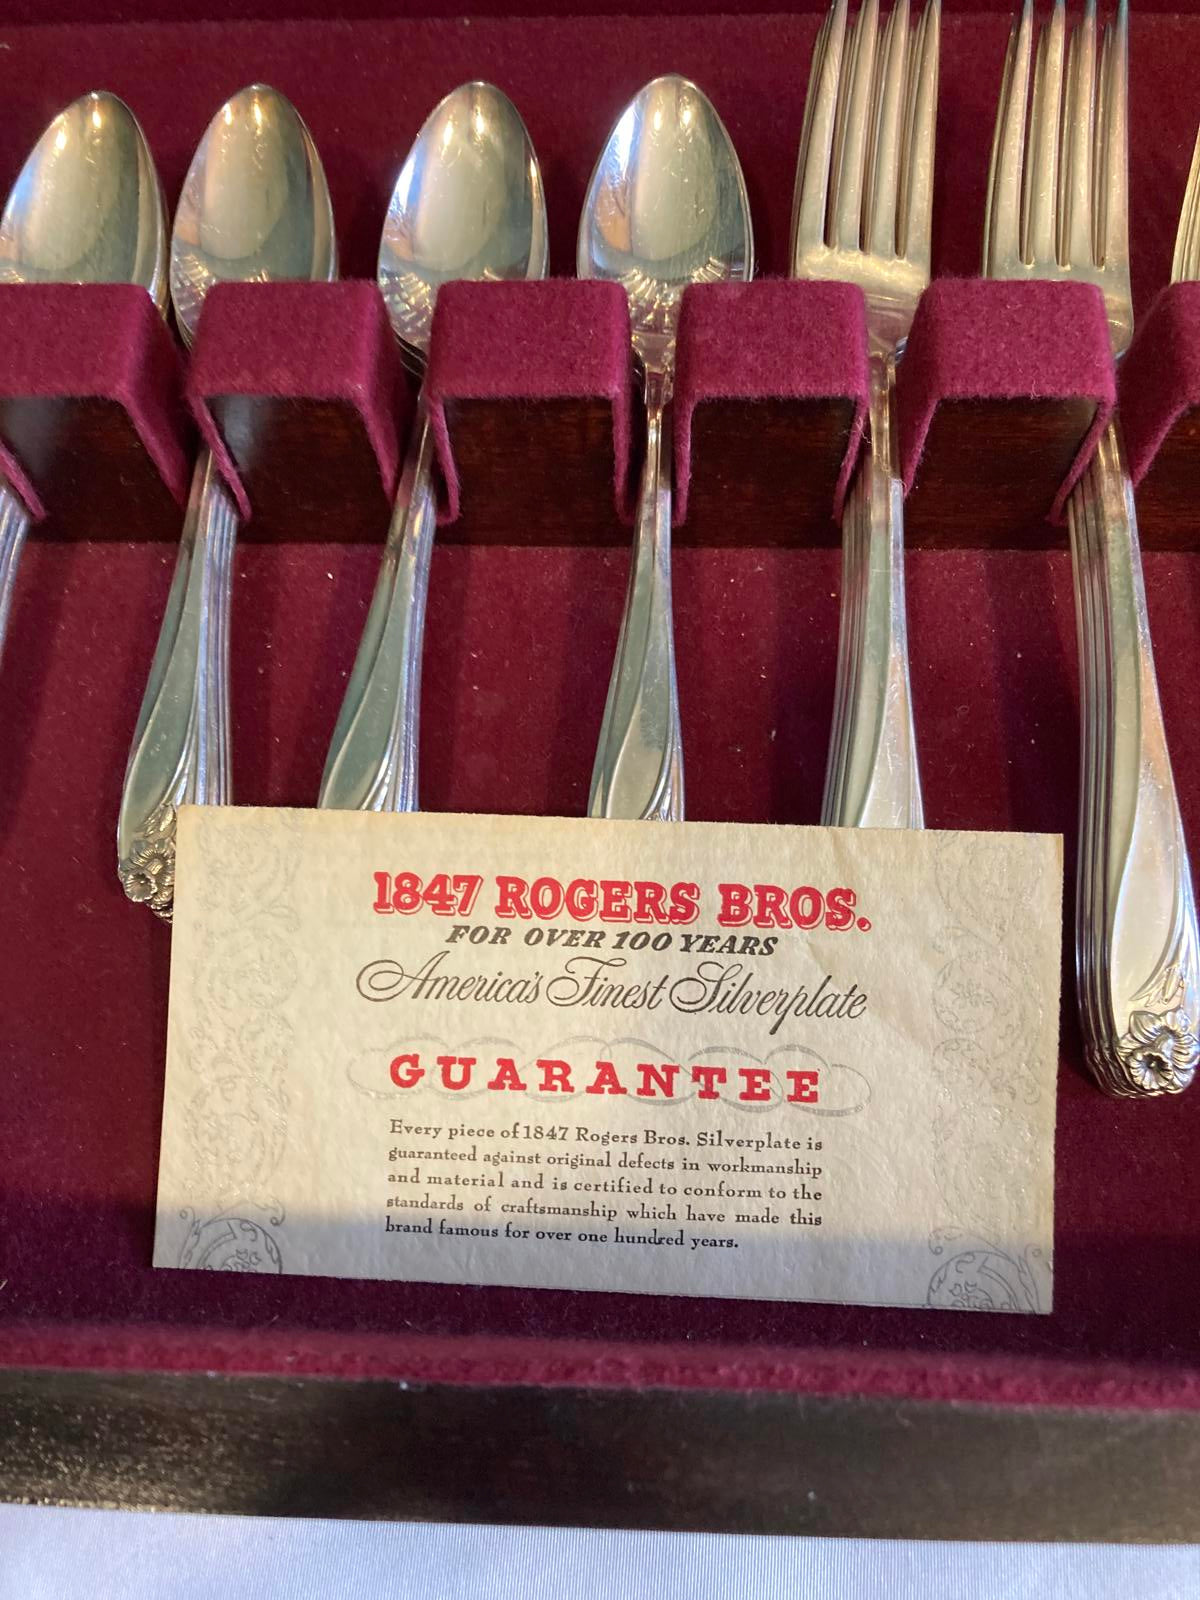 1847 ROGERS BROS.
FOR OVER 100 YEARS
America's Finest Silverplate
GUARANTEE
Every piece of 1847 Rogers Bros. Silverplate is
guaranteed against original defects in workmanship
and material and is certified to conform to the
standards of craftsmanship which have made this
brand famous for over one hundred years.